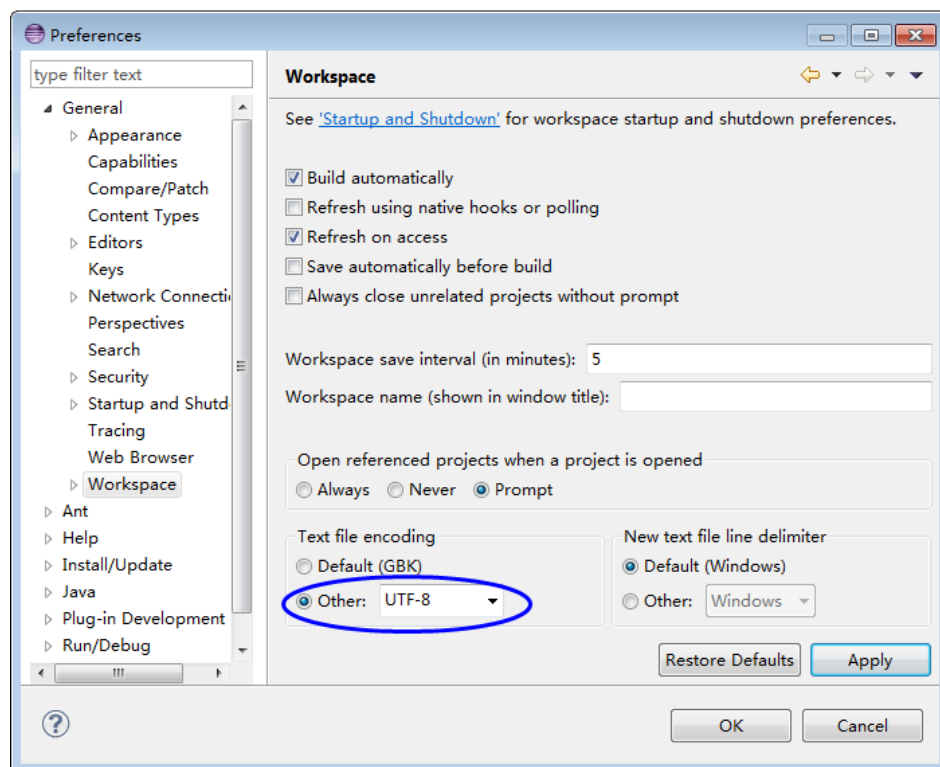 Preferences
type filter text
General
Appearance
Capabilities
Compare/Patch
Content Types
Editors
Keys
Network Connecti
Perspectives
Search
Security
Startup and Shutd
Tracing
Web Browser
Workspace
Ant
Help
Install/Update
Java
Plug-in Development
Run/Debug
Workspace
See 'Startup and Shutdown' for workspace startup and shutdown preferences.
Build automatically
Refresh using native hooks or polling
Refresh on access
Save automatically before build
Always close unrelated projects without prompt
Workspace save interval (in minutes): 5
Workspace name (shown in window title):
Open referenced projects when a project is opened
Always Never Prompt
Text file encoding
Default (GBK)
Other: UTF-8
New text file line delimiter
Default (Windows)
Other: Windows
Restore Defaults Apply
? OK Cancel